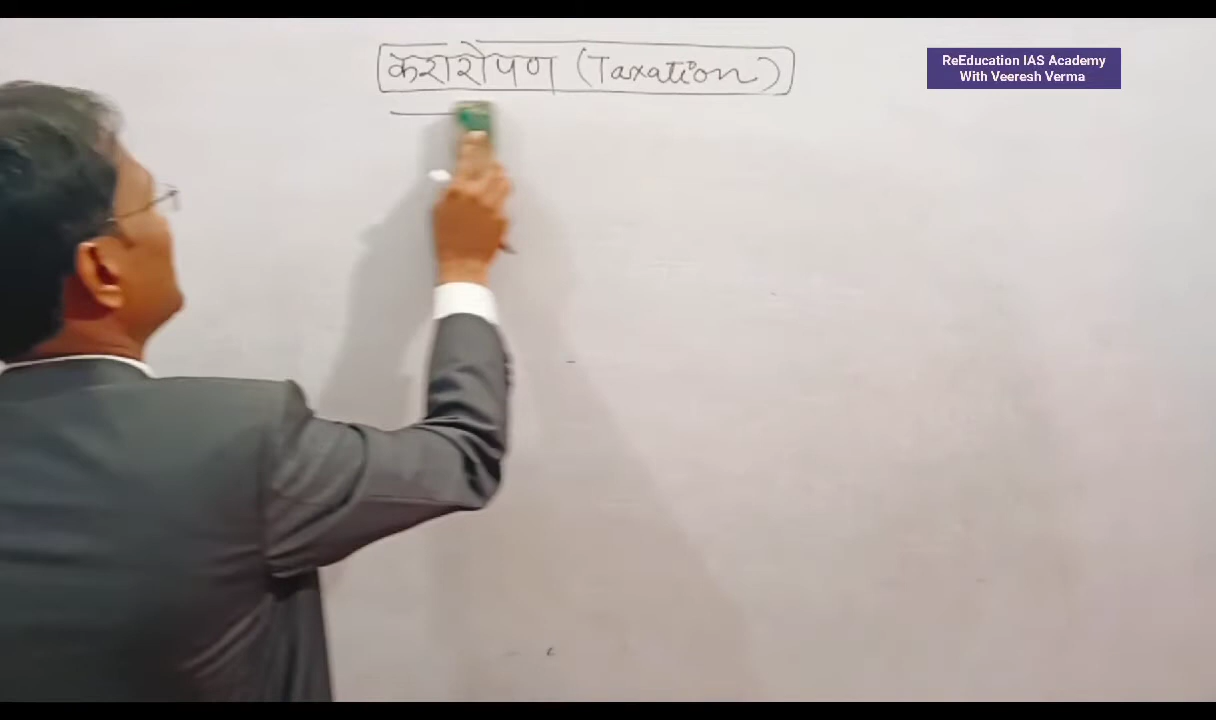 करारोपण (Taxation)
ReEducation IAS Academy
With Veeresh Verma